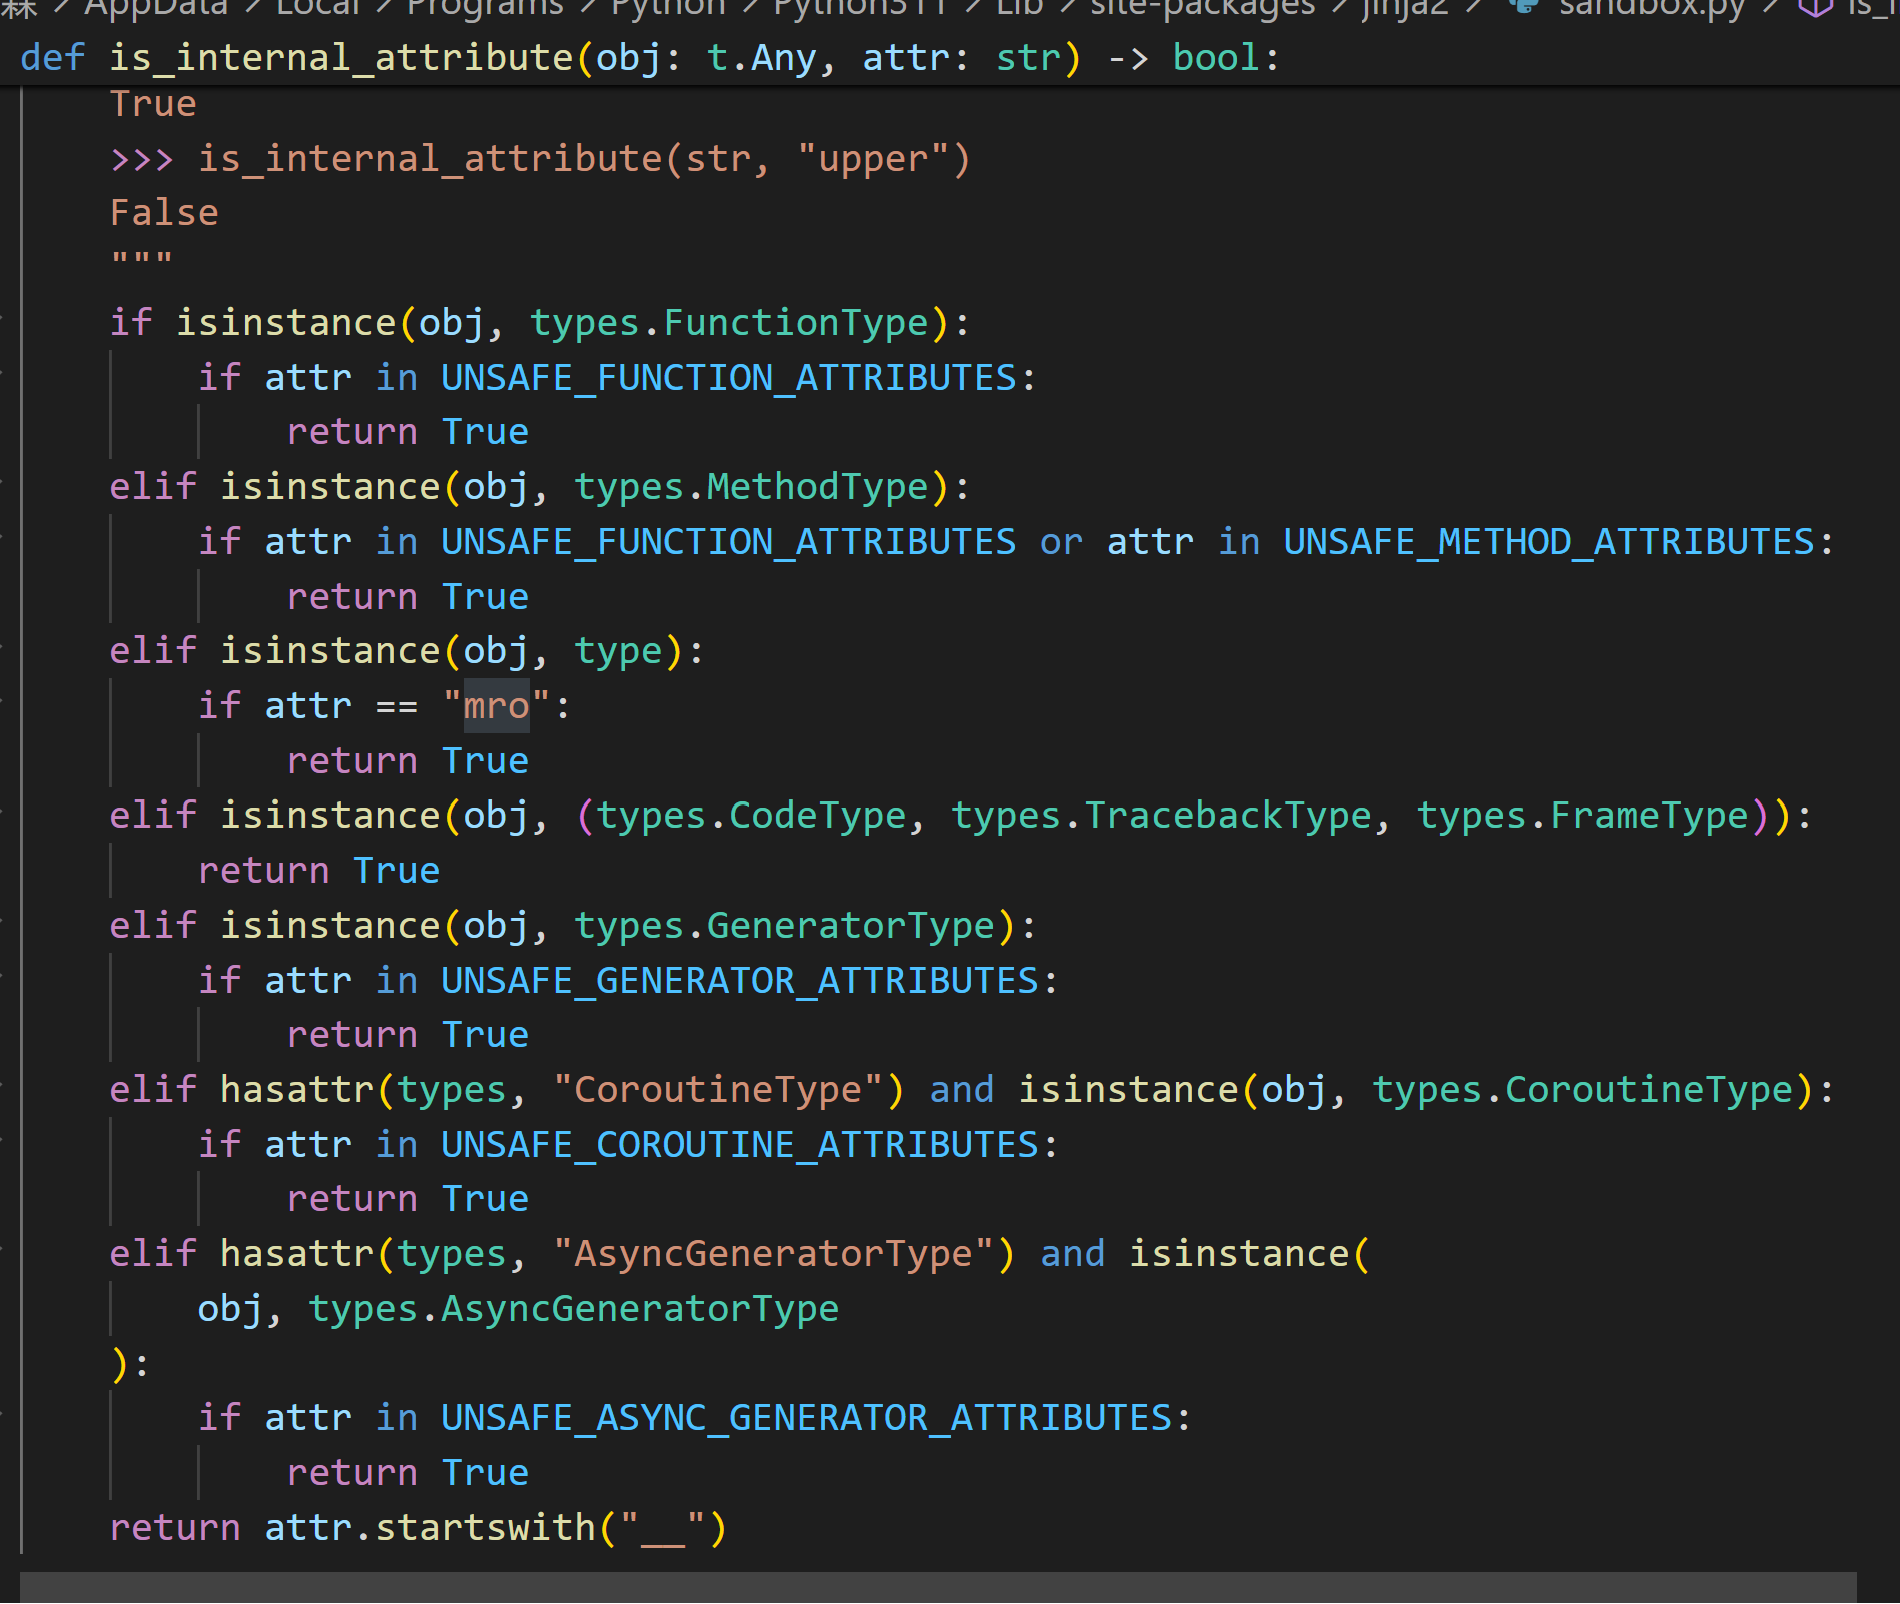 霖 > AppData > Local > Programs > Python > Python311 > Lib > site-packages > jinja2 > sandbox.py >
def is_internal_attribute(obj: t.Any, attr: str) -> bool:
    True
    >>> is_internal_attribute(str, "upper")
    False
    """
    if isinstance(obj, types.FunctionType):
        if attr in UNSAFE_FUNCTION_ATTRIBUTES:
            return True
    elif isinstance(obj, types.MethodType):
        if attr in UNSAFE_FUNCTION_ATTRIBUTES or attr in UNSAFE_METHOD_ATTRIBUTES:
            return True
    elif isinstance(obj, type):
        if attr == "mro":
            return True
    elif isinstance(obj, (types.CodeType, types.TracebackType, types.FrameType)):
        return True
    elif isinstance(obj, types.GeneratorType):
        if attr in UNSAFE_GENERATOR_ATTRIBUTES:
            return True
    elif hasattr(types, "CoroutineType") and isinstance(obj, types.CoroutineType):
        if attr in UNSAFE_COROUTINE_ATTRIBUTES:
            return True
    elif hasattr(types, "AsyncGeneratorType") and isinstance(
        obj, types.AsyncGeneratorType
    ):
        if attr in UNSAFE_ASYNC_GENERATOR_ATTRIBUTES:
            return True
    return attr.startswith("__")